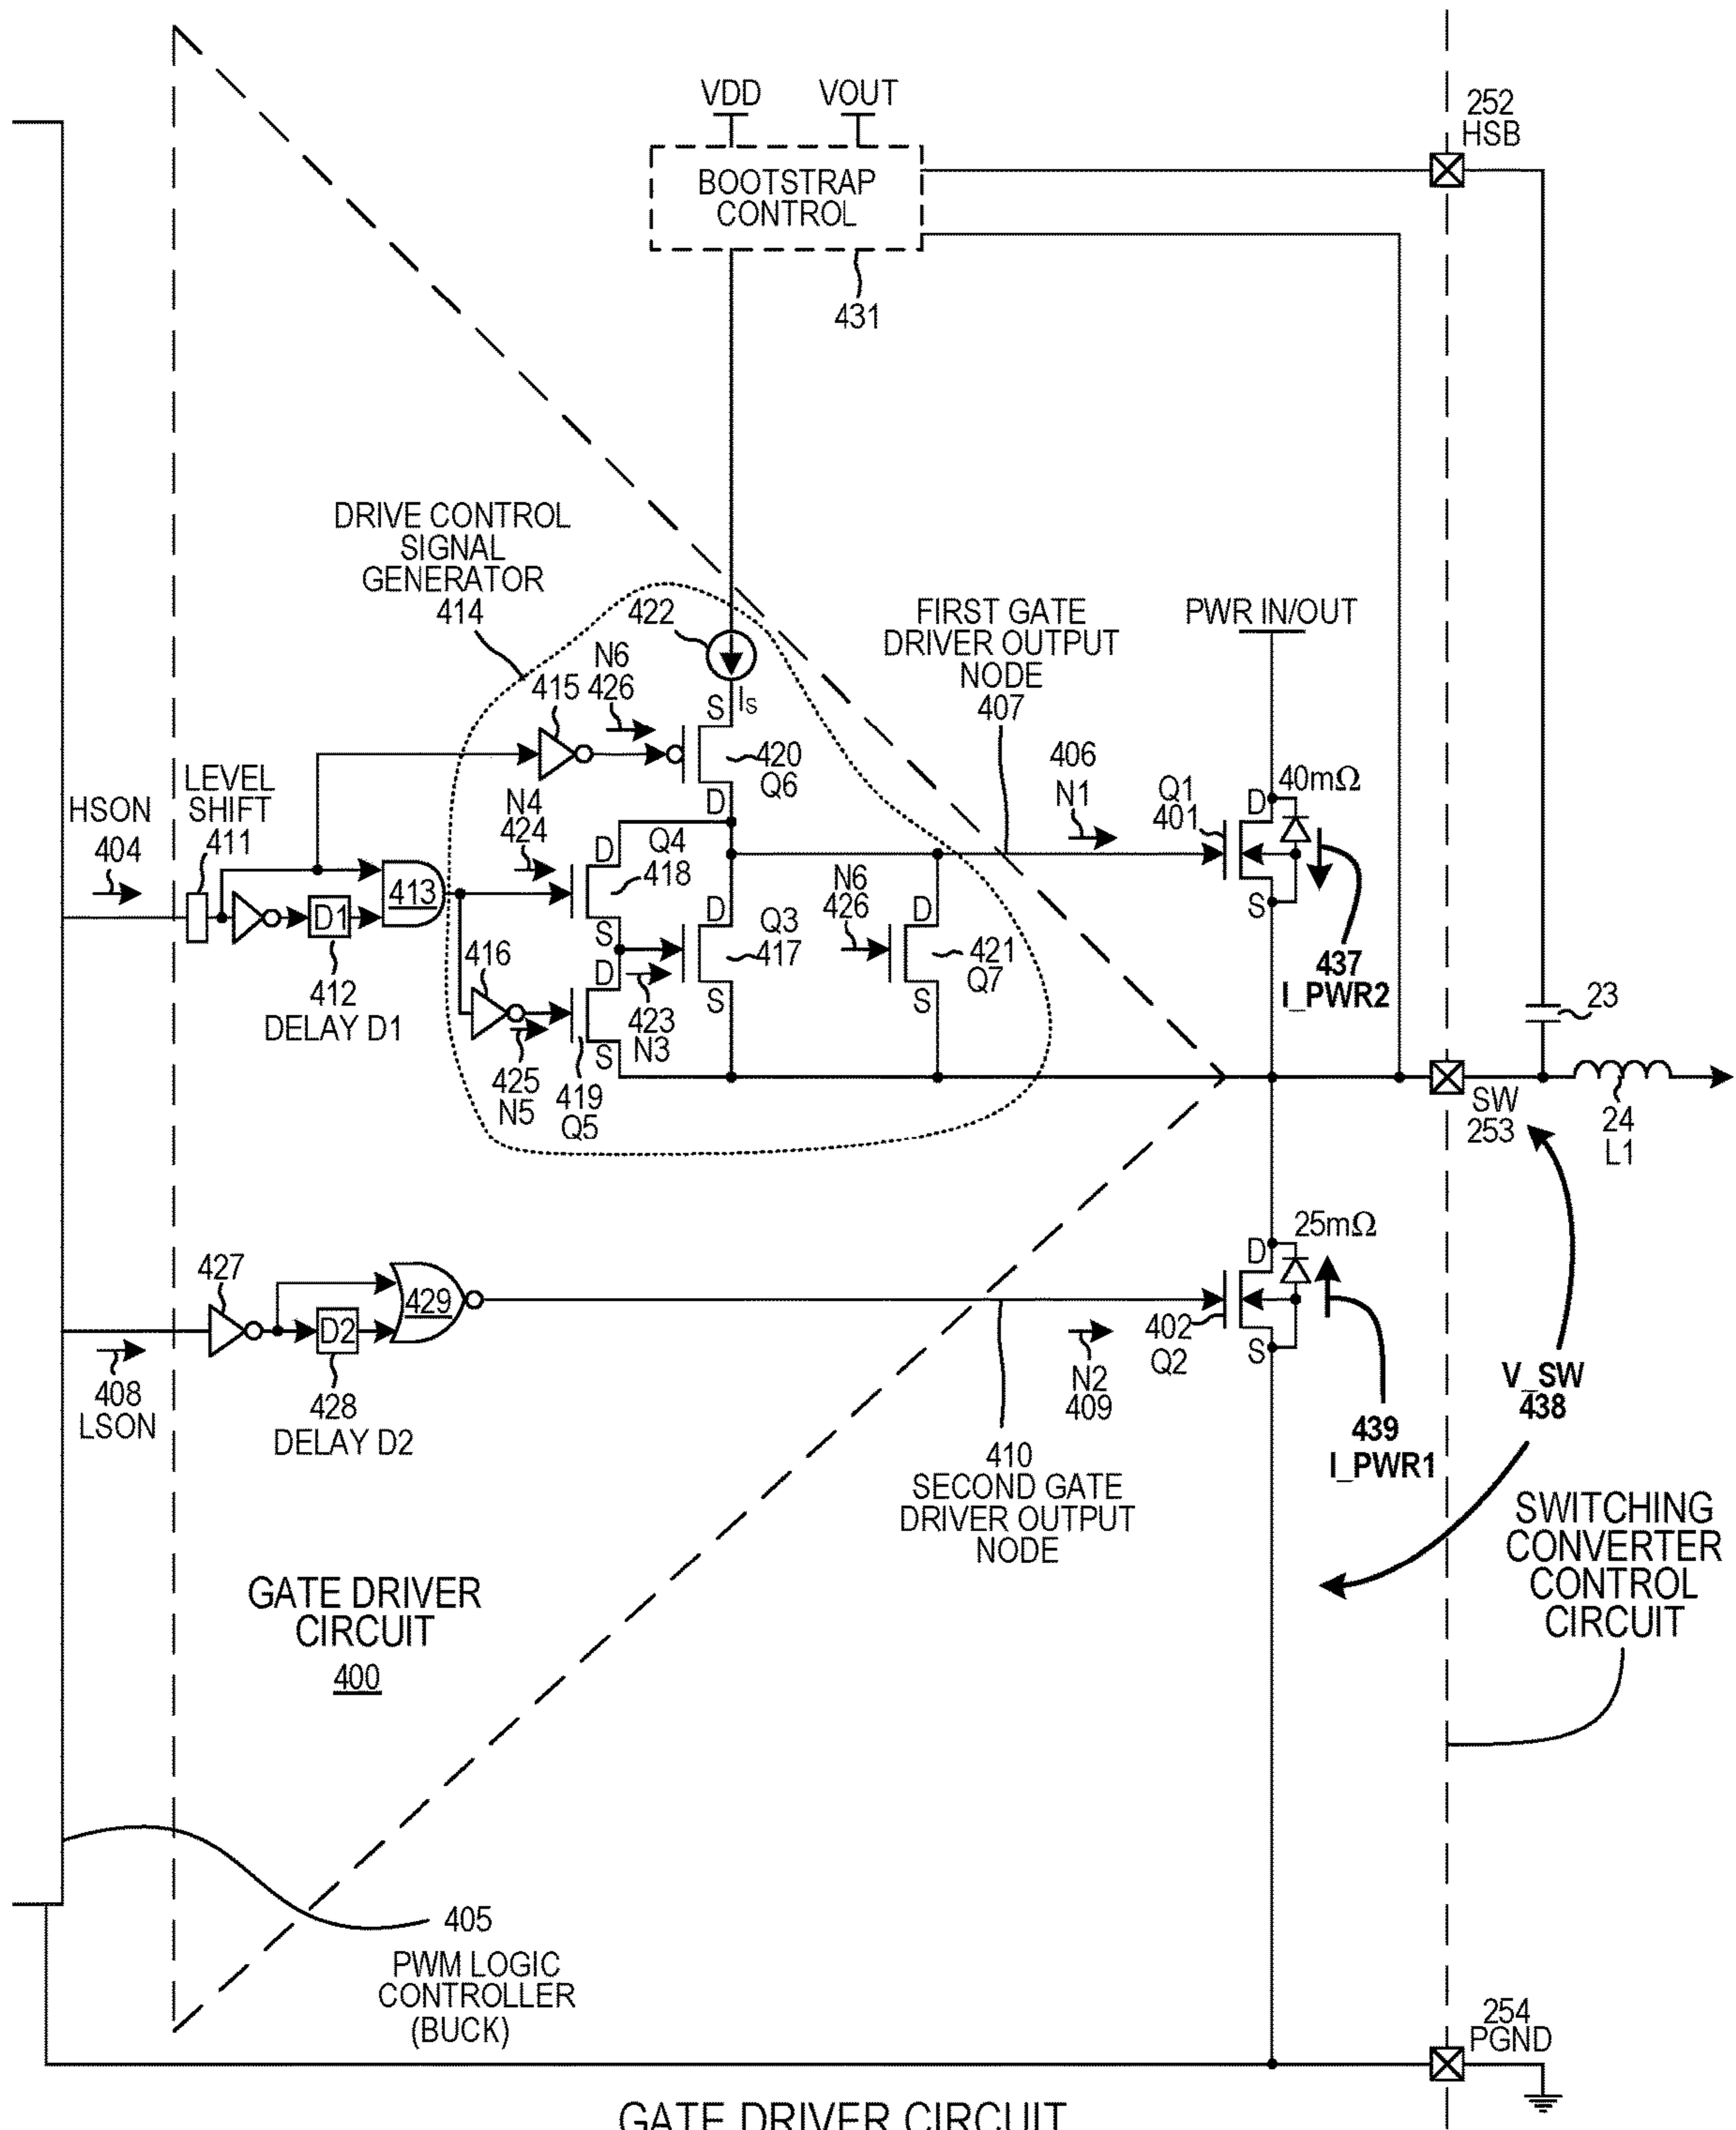 VDD
VOUT
252
HSB
BOOTSTRAP
CONTROL
431
DRIVE CONTROL
SIGNAL
GENERATOR
414
422
FIRST GATE
DRIVER OUTPUT
NODE
407
PWR IN/OUT
N6
415 426
S
IS
420
Q6
D
406
N1
Q1
401
D
40mΩ
LEVEL
SHIFT
411
HSON
404
N4
424
D
Q4
418
413
N6
426
D
Q3
417
D
S
D1
412
DELAY D1
416
S
D
423
N3
S
421
Q7
S
S
437
I_PWR2
23
425
N5
419
Q5
SW
253
24
L1
427
429
D
25mΩ
D2
408
LSON
428
DELAY D2
N2
409
402
Q2
S
V_SW
438
439
I_PWR1
410
SECOND GATE
DRIVER OUTPUT
NODE
SWITCHING
CONVERTER
CONTROL
CIRCUIT
GATE DRIVER
CIRCUIT
400
405
PWM LOGIC
CONTROLLER
(BUCK)
254
PGND
GATE DRIVER CIRCUIT